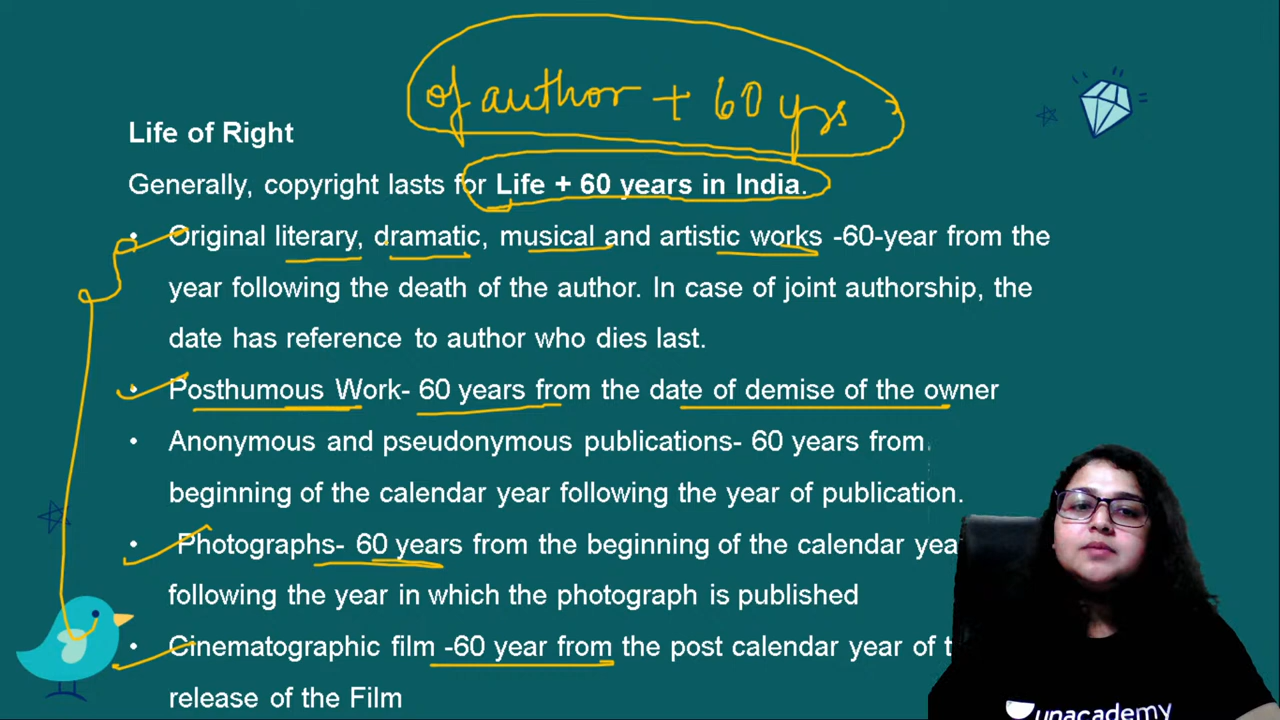 of author + 60 yrs
Life of Right
Generally, copyright lasts for Life + 60 years in India.
• Original literary, dramatic, musical and artistic works -60-year from the
year following the death of the author. In case of joint authorship, the
date has reference to author who dies last.
• Posthumous Work- 60 years from the date of demise of the owner
• Anonymous and pseudonymous publications- 60 years from
beginning of the calendar year following the year of publication.
• Photographs- 60 years from the beginning of the calendar
following the year in which the photograph is published
• Cinematographic film -60 year from the post calendar year of
release of the Film
unacademy